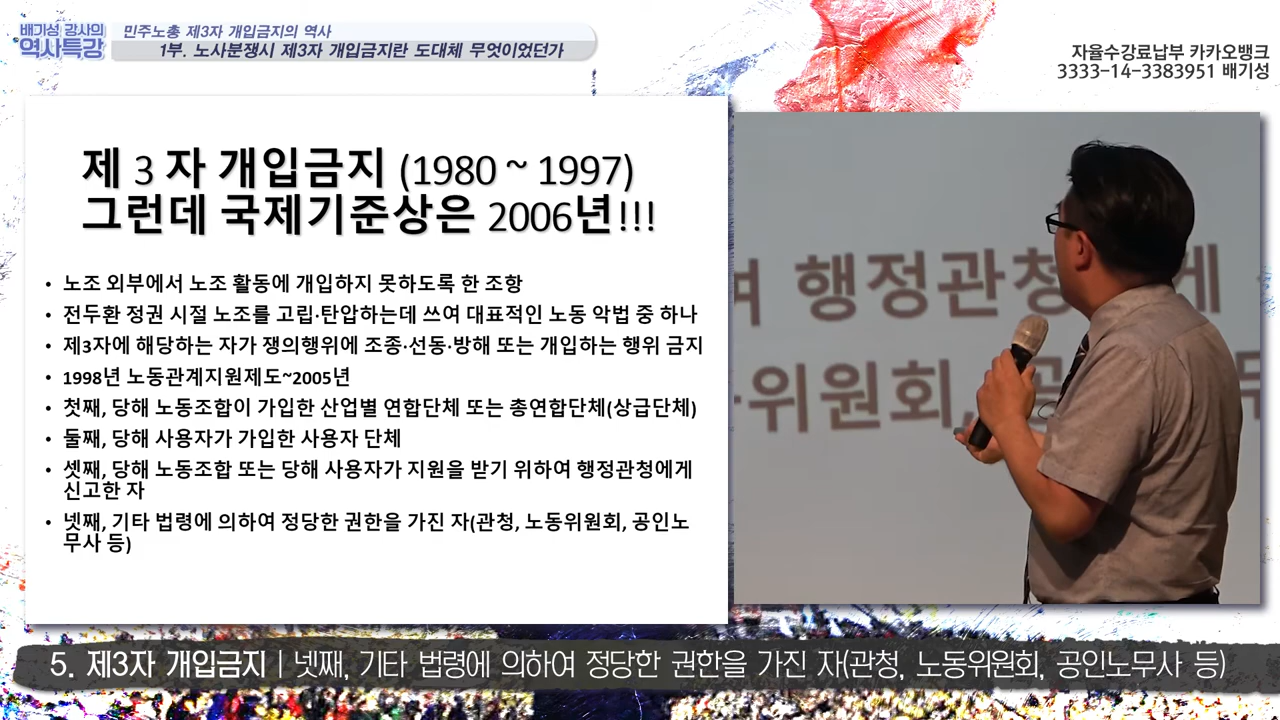 배기성 강사의
역사특강
민주노총 제3자 개입금지의 역사
1부. 노사분쟁시 제3자 개입금지란 도대체 무엇이었던가
자율수강료납부 카카오뱅크
3333-14-3383951 배기성
제 3 자 개입금지 (1980 ~ 1997)
그런데 국제기준상은 2006년!!!
• 노조 외부에서 노조 활동에 개입하지 못하도록 한 조항
• 전두환 정권 시절 노조를 고립·탄압하는데 쓰여 대표적인 노동 악법 중 하나
• 제3자에 해당하는 자가 쟁의행위에 조종·선동·방해 또는 개입하는 행위 금지
• 1998년 노동관계지원제도~2005년
• 첫째, 당해 노동조합이 가입한 산업별 연합단체 또는 총연합단체(상급단체)
• 둘째, 당해 사용자가 가입한 사용자 단체
• 셋째, 당해 노동조합 또는 당해 사용자가 지원을 받기 위하여 행정관청에게
신고한 자
• 넷째, 기타 법령에 의하여 정당한 권한을 가진 자(관청, 노동위원회, 공인노
무사 등)
여 행정관청에게
위원회, 공
5. 제3자 개입금지 | 넷째, 기타 법령에 의하여 정당한 권한을 가진 자(관청, 노동위원회, 공인노무사 등)